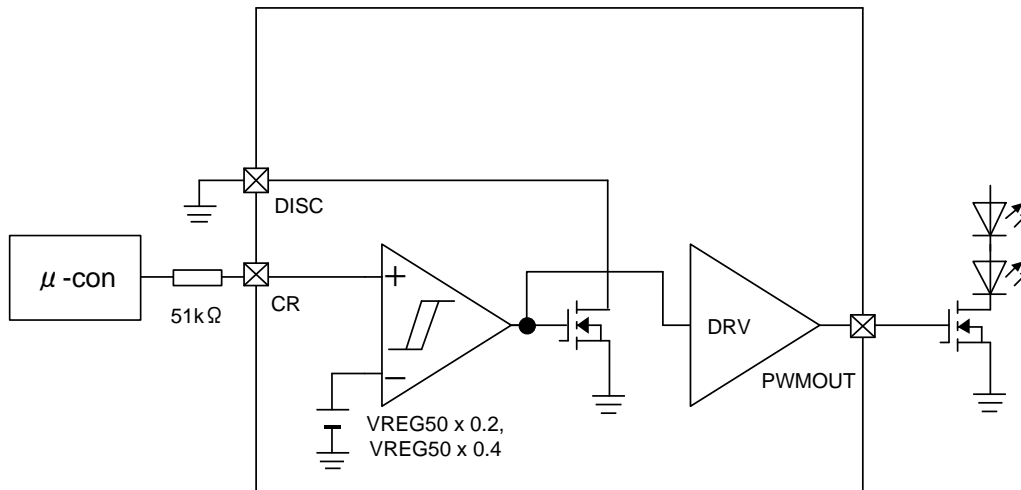 DISC
μ-con
51kΩ
CR
+
−
DRV
PWMOUT
VREG50 x 0.2,
VREG50 x 0.4